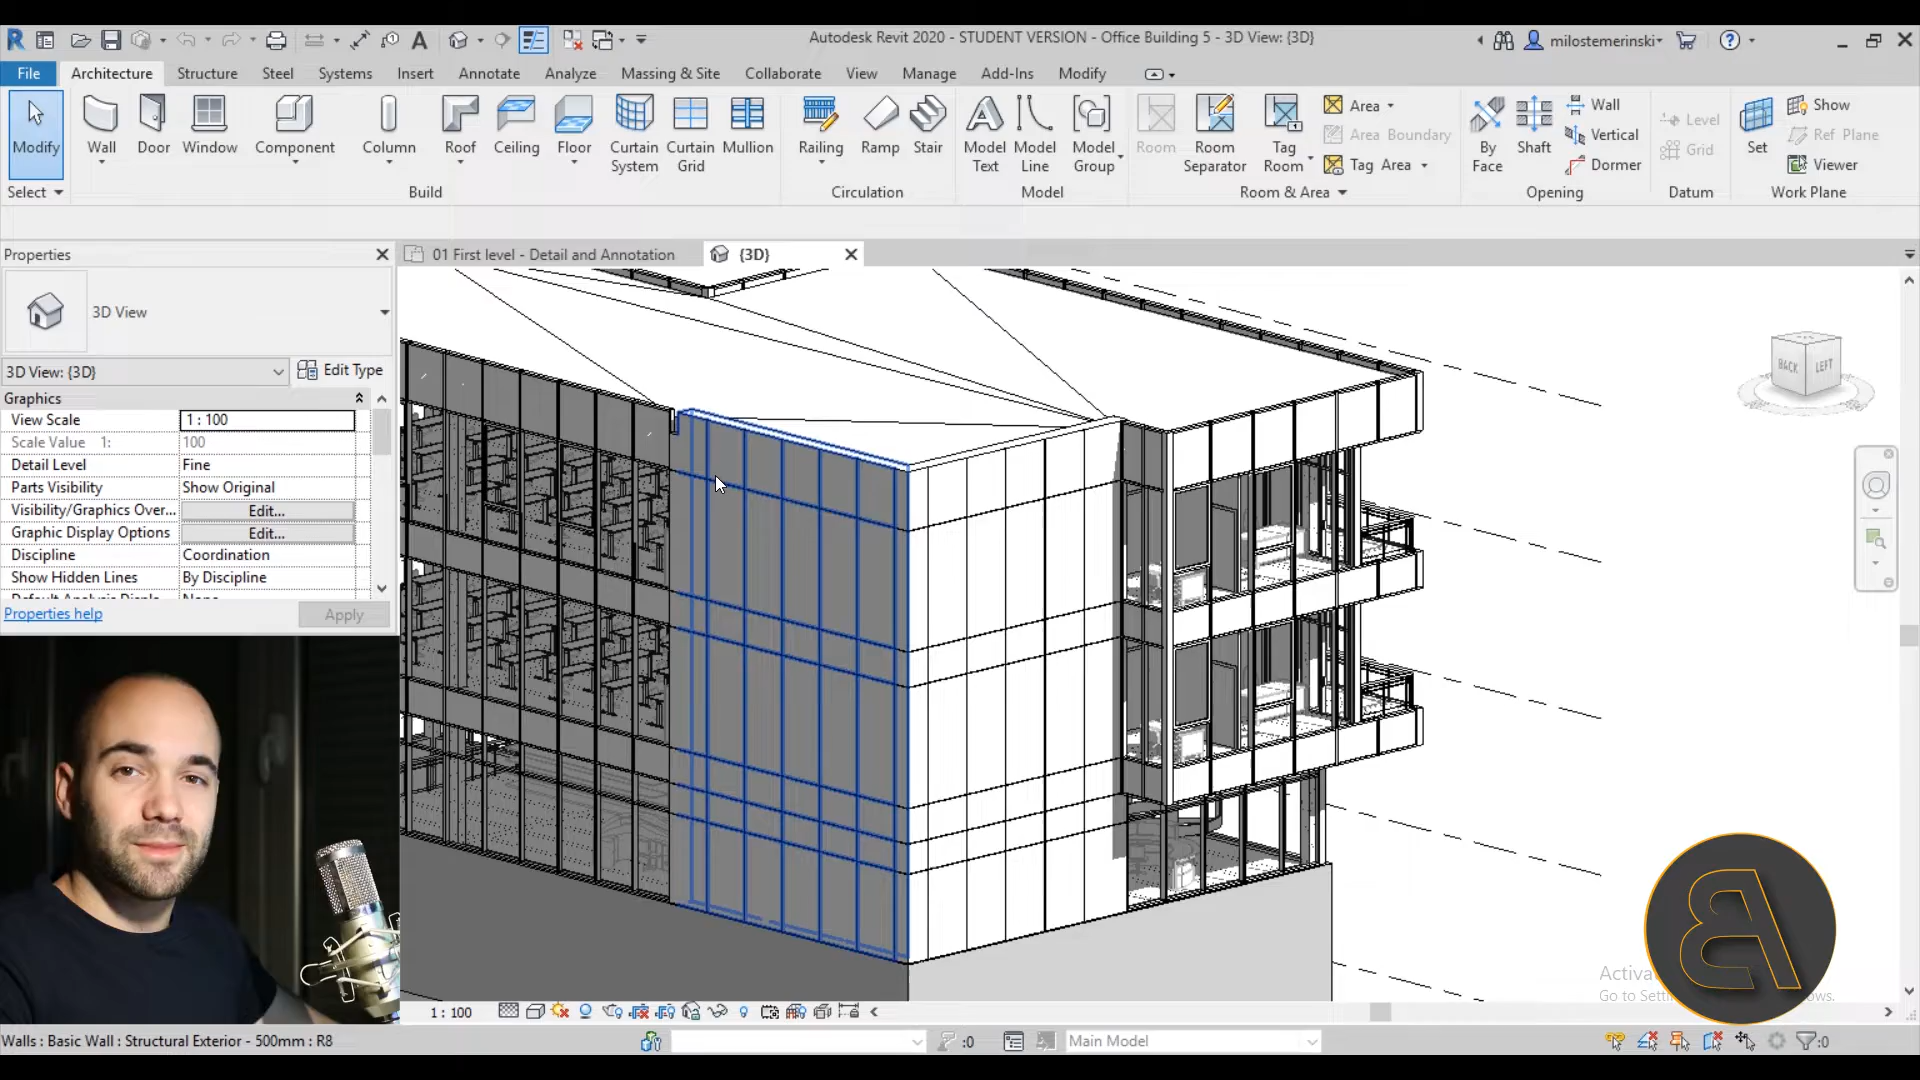 Autodesk Revit 2020 - STUDENT VERSION - Office Building 5 - 3D View: {3D}
milostemerinski
File Architecture Structure Steel Systems Insert Annotate Analyze Massing & Site Collaborate View Manage Add-Ins Modify
Modify Wall Door Window Component Column Roof Ceiling Floor Curtain System Curtain Grid Mullion Railing Ramp Stair Model Text Model Line Model Group Room Room Separator Tag Room Area Area Boundary Tag Area By Face Shaft Wall Vertical Dormer Level Grid Set Show Ref Plane Viewer
Select Build Circulation Model Room & Area Opening Datum Work Plane
Properties
01 First level - Detail and Annotation
{3D}
3D View
3D View: {3D}
Edit Type
Graphics
View Scale 1 : 100
Scale Value 1: 100
Detail Level Fine
Parts Visibility Show Original
Visibility/Graphics Over... Edit...
Graphic Display Options Edit...
Discipline Coordination
Show Hidden Lines By Discipline
Properties help
Apply
BACK LEFT
1 : 100
Walls : Basic Wall : Structural Exterior - 500mm : R8
:0
Main Model
:0